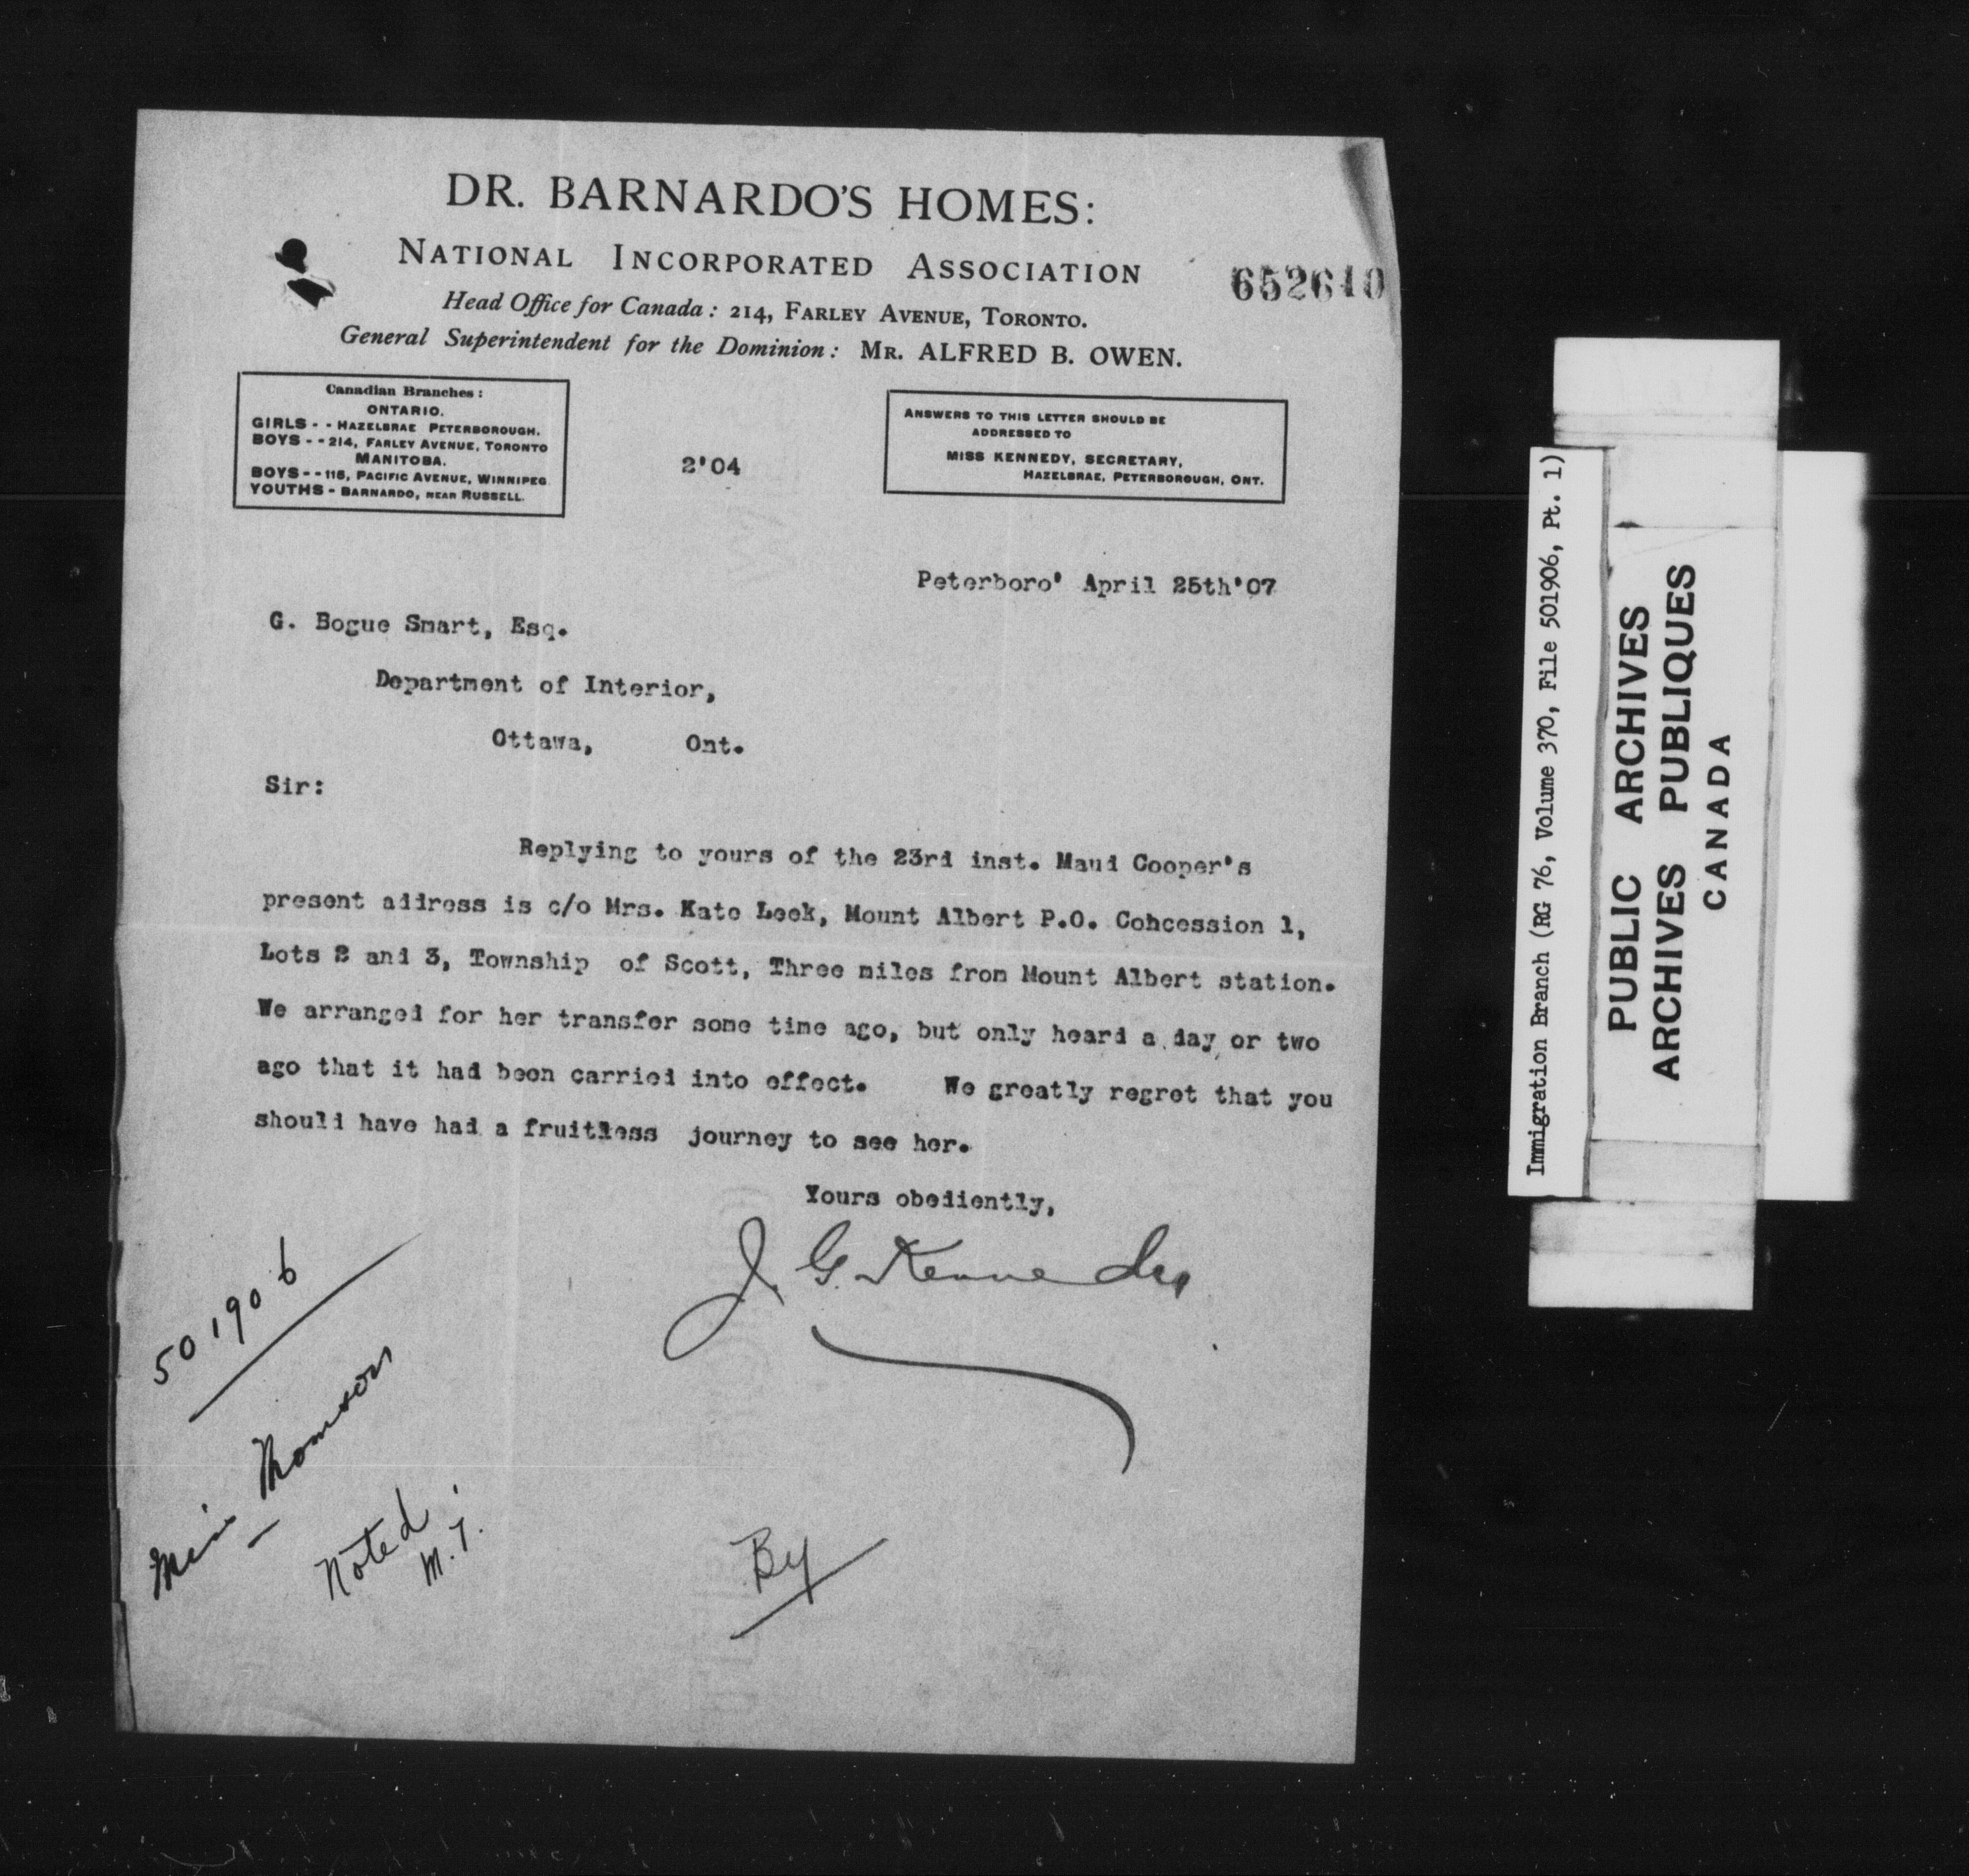 DR. BARNARDO'S HOMES:
NATIONAL INCORPORATED ASSOCIATION
652610
Head Office for Canada: 214, FARLEY AVENUE, TORONTO.
General Superintendent for the Dominion: MR. ALFRED B. OWEN.
Canadian Branches:
ONTARIO.
GIRLS - - HAZELBRAE PETERBOROUGH.
BOYS - - 214, FARLEY AVENUE, TORONTO
MANITOBA.
BOYS - - 115, PACIFIC AVENUE, WINNIPEG
YOUTHS - BARNARDO, NEAR RUSSELL.
2'04
ANSWERS TO THIS LETTER SHOULD BE
ADDRESSED TO
MISS KENNEDY, SECRETARY,
HAZELBRAE, PETERBOROUGH, ONT.
Peterboro' April 25th'07
G. Bogue Smart, Esq.
Department of Interior,
Ottawa, Ont.
Sir:
Replying to yours of the 23rd inst. Maud Cooper's
present address is c/o Mrs. Kate Leek, Mount Albert P.O. Cohcession 1,
Lots 2 and 3, Township of Scott, Three miles from Mount Albert station.
We arranged for her transfer some time ago, but only heard a day or two
ago that it had been carried into effect. We greatly regret that you
should have had a fruitless journey to see her.
Yours obediently,
J. G. Kennedy
501906
Miss Thomson
Noted.
M.T.
By
Immigration Branch (RG 76, Volume 370, File 501906, Pt. 1)
PUBLIC ARCHIVES
ARCHIVES PUBLIQUES
CANADA